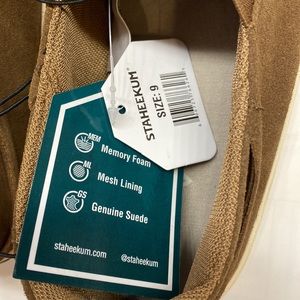 STAHEEKUM®
SIZE: 9
MEM
Memory Foam
ML
Mesh Lining
GS
Genuine Suede
staheekum.com
@staheekum